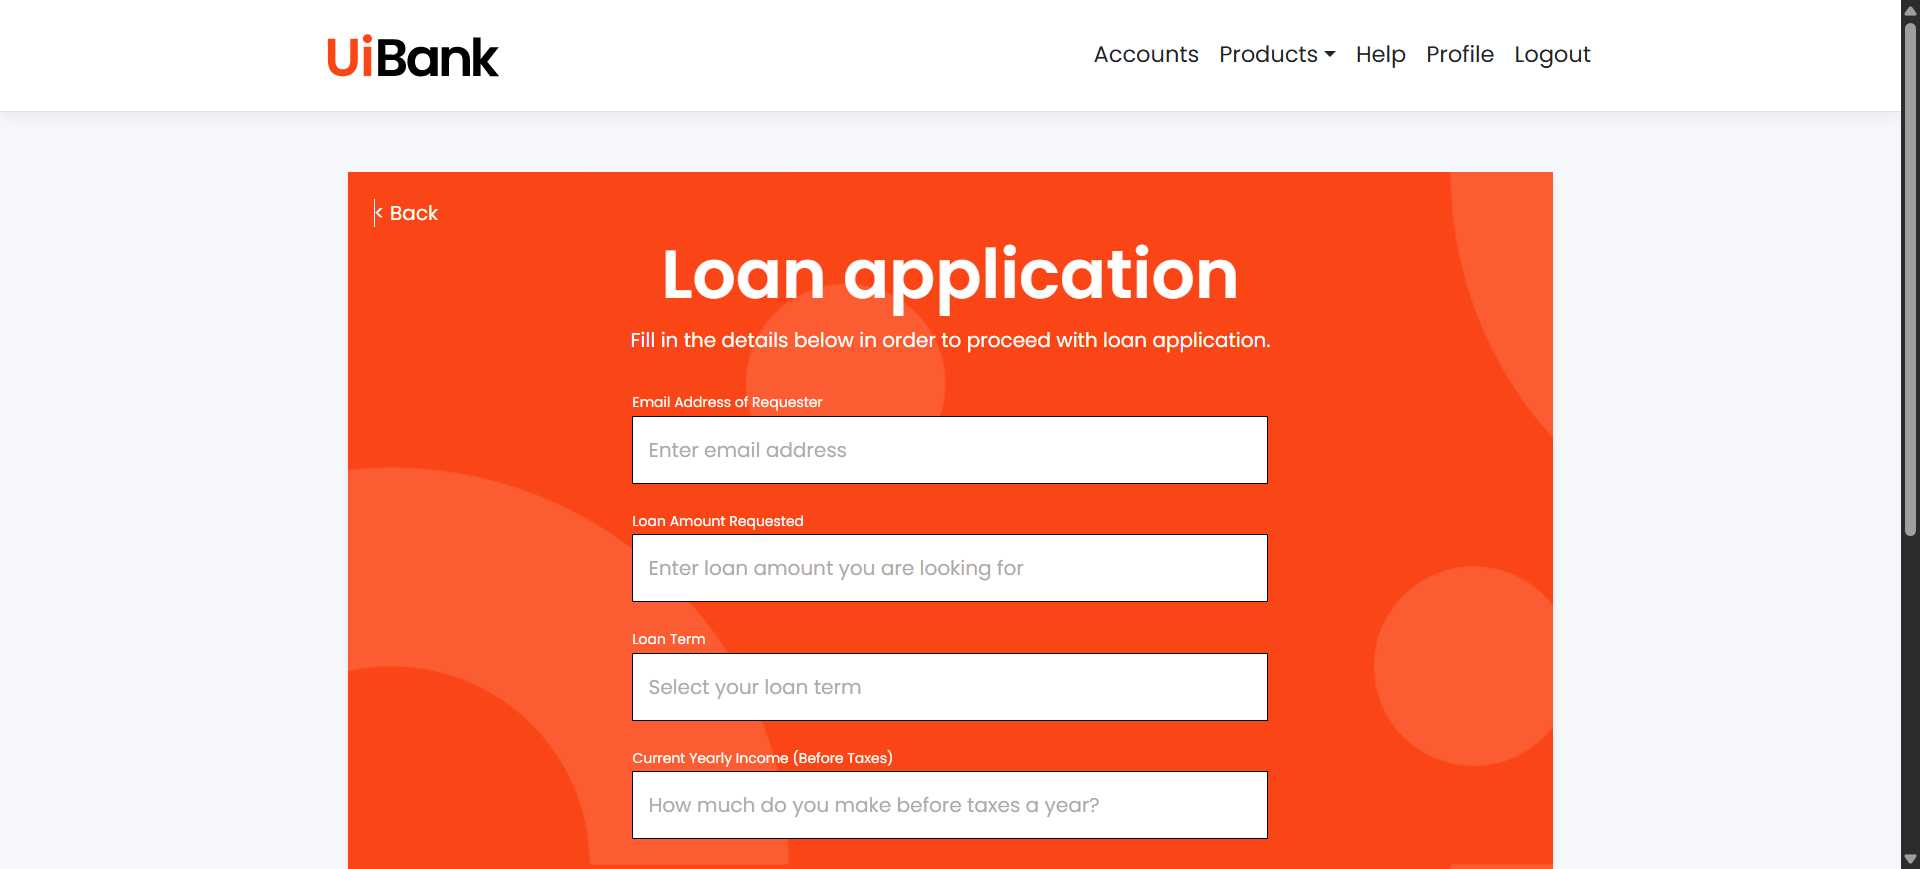 UiBank
Accounts Products Help Profile Logout
< Back
Loan application
Fill in the details below in order to proceed with loan application.
Email Address of Requester
Enter email address
Loan Amount Requested
Enter loan amount you are looking for
Loan Term
Select your loan term
Current Yearly Income (Before Taxes)
How much do you make before taxes a year?